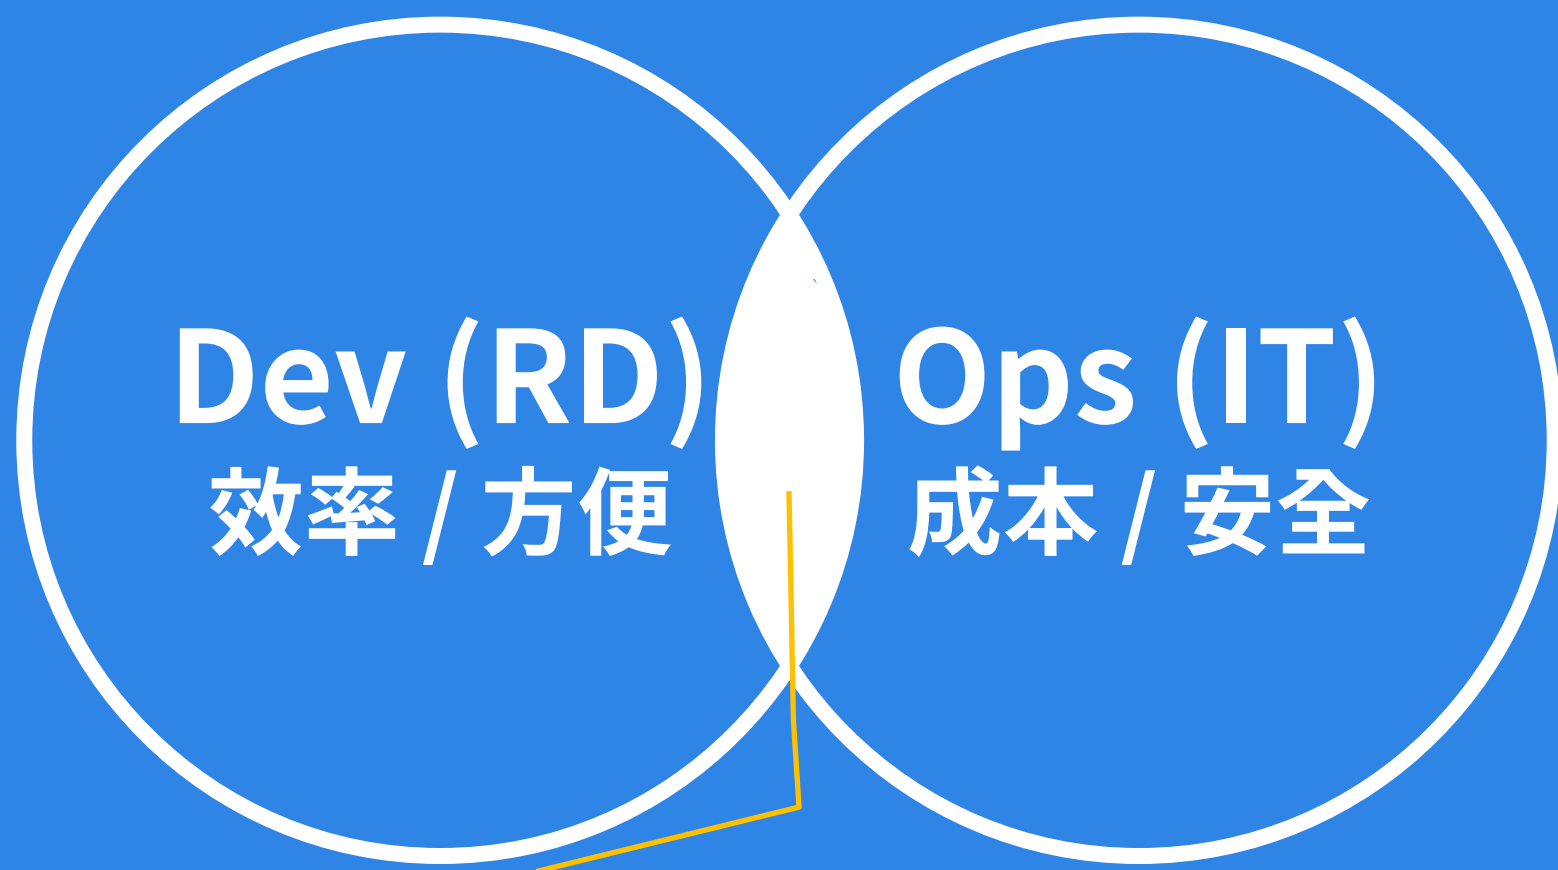 Dev (RD)
效率 / 方便
Ops (IT)
成本 / 安全